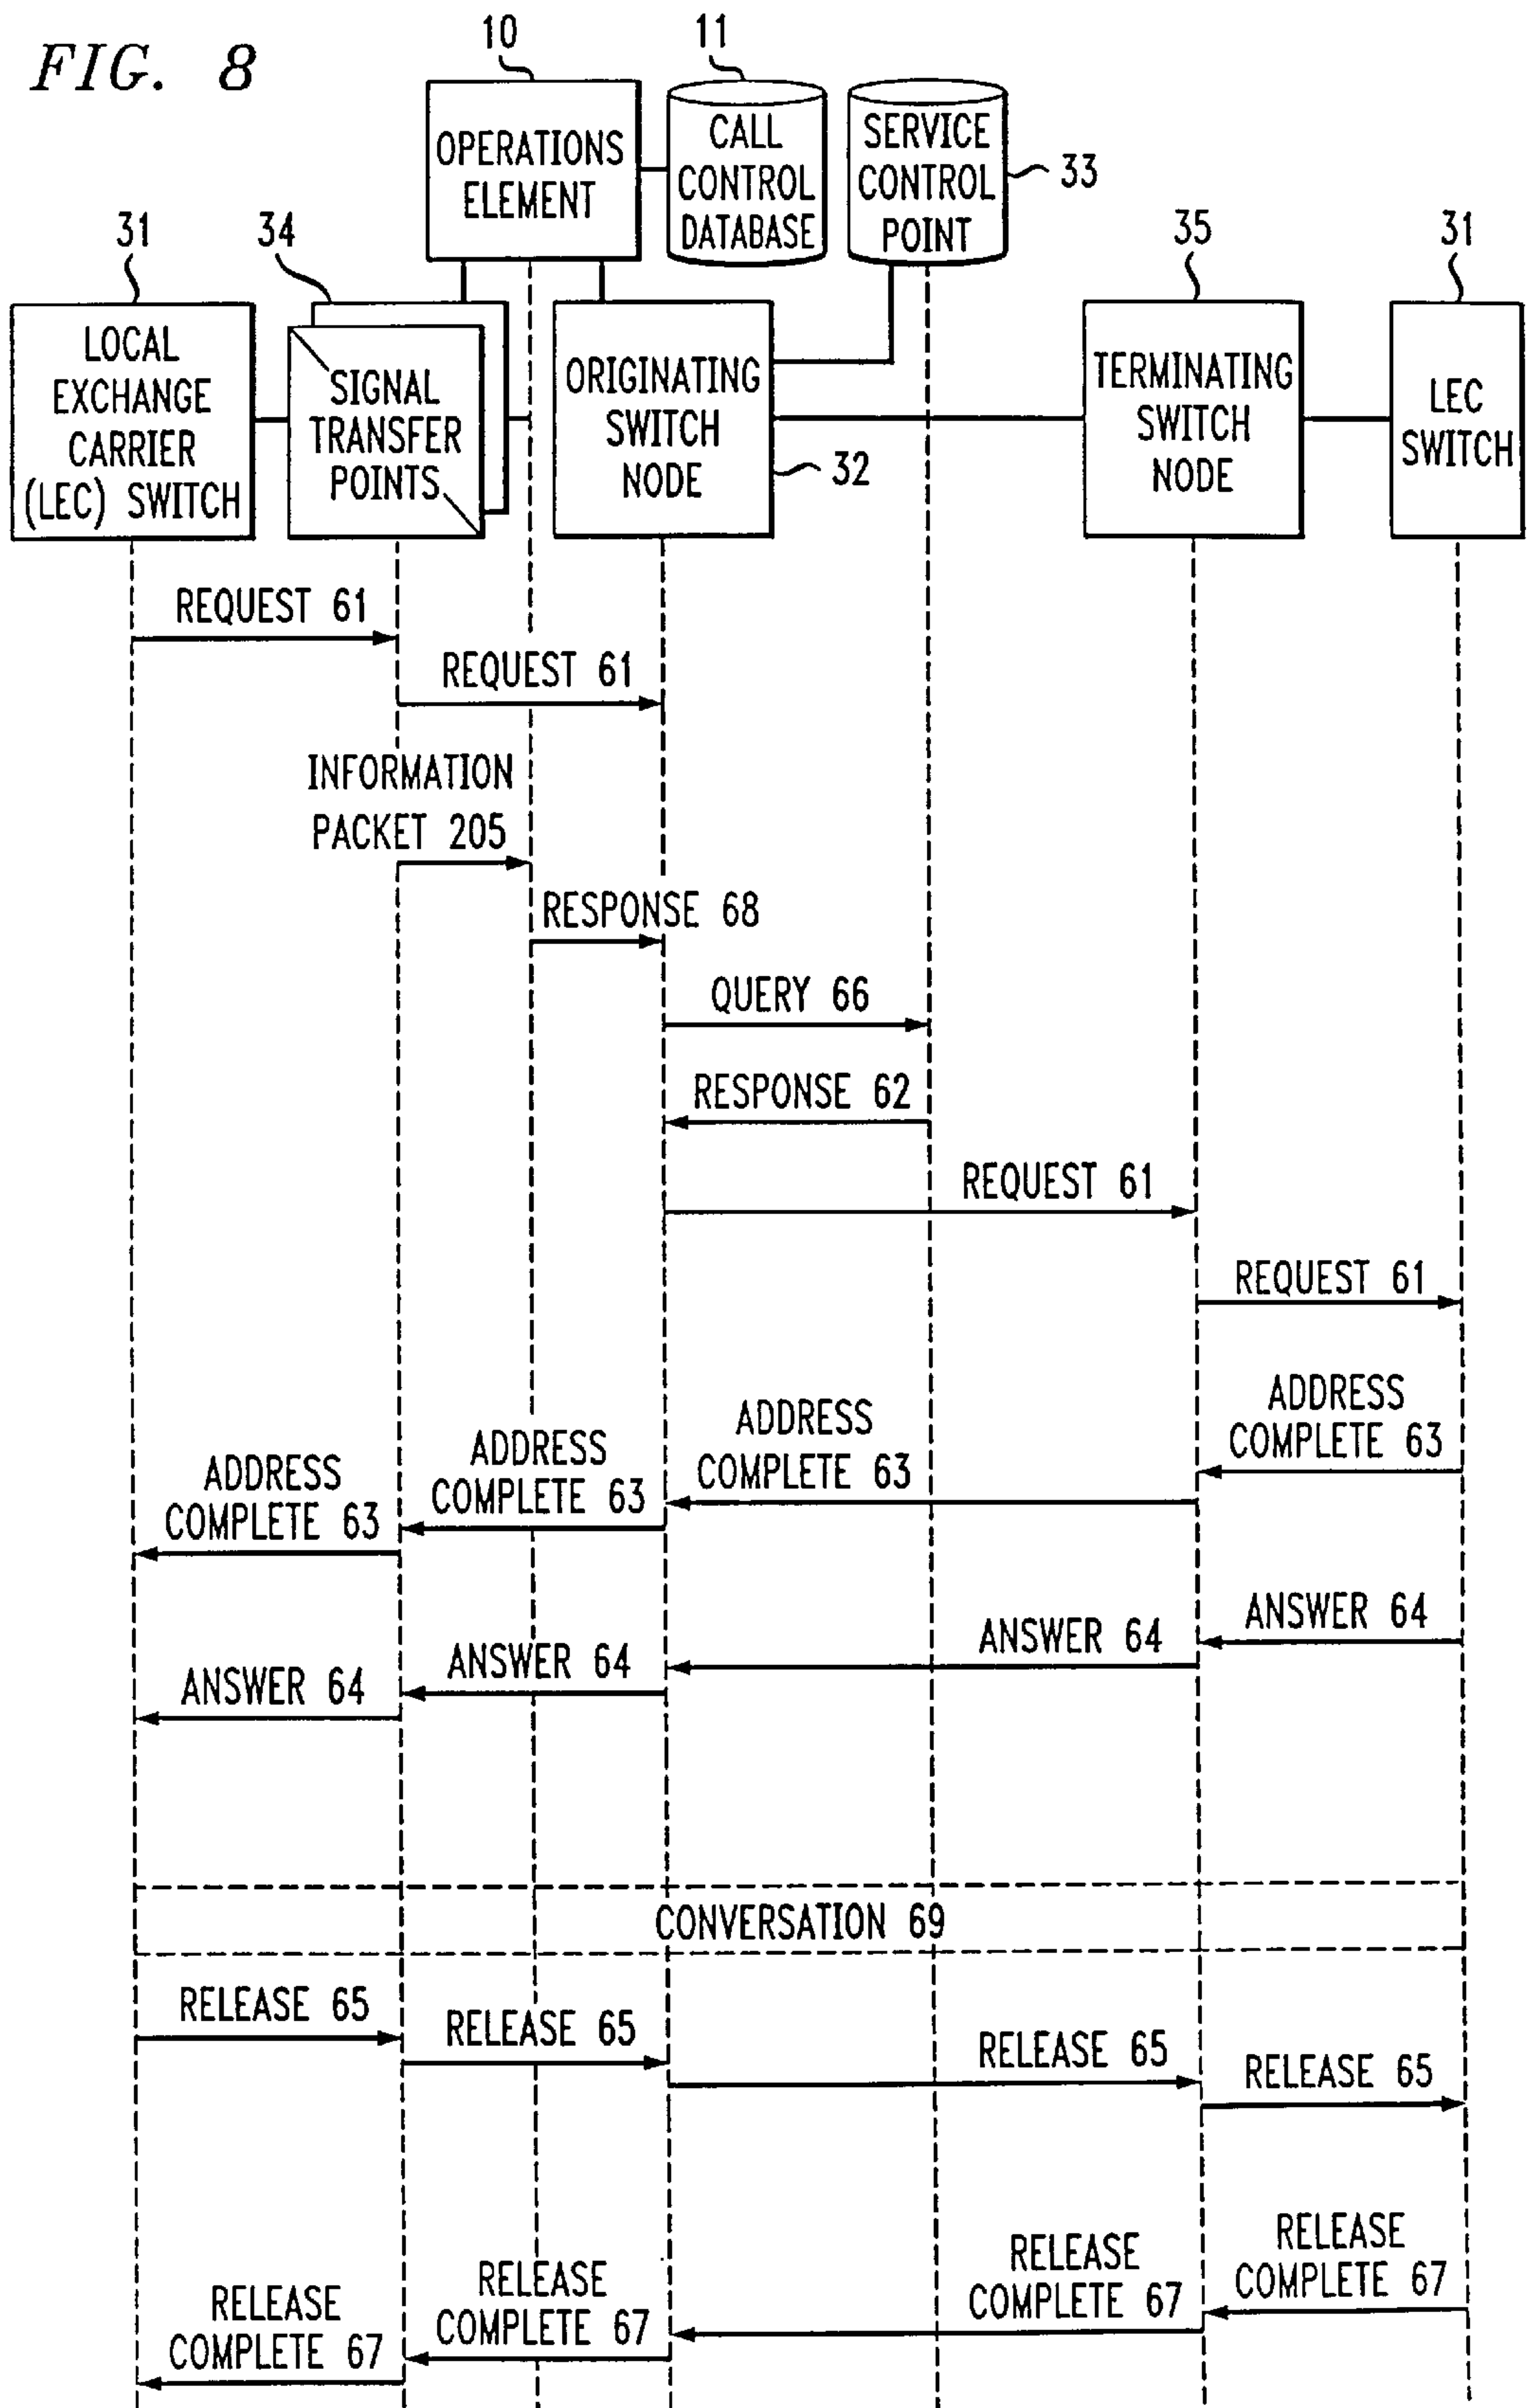 FIG. 8
10
11
OPERATIONS
ELEMENT
CALL
CONTROL
DATABASE
SERVICE
CONTROL
POINT
33
31
34
35
31
LOCAL
EXCHANGE
CARRIER
(LEC) SWITCH
SIGNAL
TRANSFER
POINTS
ORIGINATING
SWITCH
NODE
32
TERMINATING
SWITCH
NODE
LEC
SWITCH
REQUEST 61
REQUEST 61
INFORMATION
PACKET 205
RESPONSE 68
QUERY 66
RESPONSE 62
REQUEST 61
REQUEST 61
ADDRESS
COMPLETE 63
ADDRESS
COMPLETE 63
ADDRESS
COMPLETE 63
ADDRESS
COMPLETE 63
ANSWER 64
ANSWER 64
ANSWER 64
ANSWER 64
CONVERSATION 69
RELEASE 65
RELEASE 65
RELEASE 65
RELEASE 65
RELEASE
COMPLETE 67
RELEASE
COMPLETE 67
RELEASE
COMPLETE 67
RELEASE
COMPLETE 67